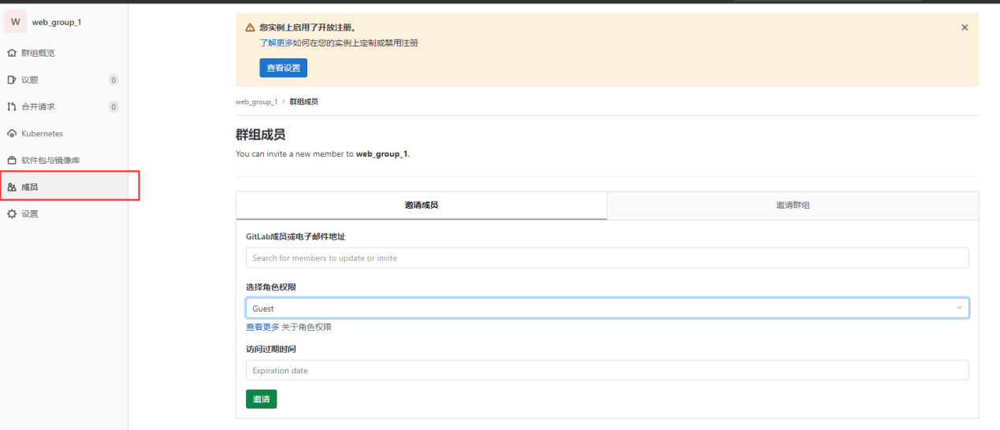 W web_group_1
群组概览
议题 0
合并请求 0
Kubernetes
软件包与镜像库
成员
设置
您实例上启用了开放注册。
了解更多如何在您的实例上定制或禁用注册
查看设置
web_group_1 > 群组成员
群组成员
You can invite a new member to web_group_1.
邀请成员 邀请群组
GitLab成员或电子邮件地址
Search for members to update or invite
选择角色权限
Guest
查看更多 关于角色权限
访问过期时间
Expiration date
邀请